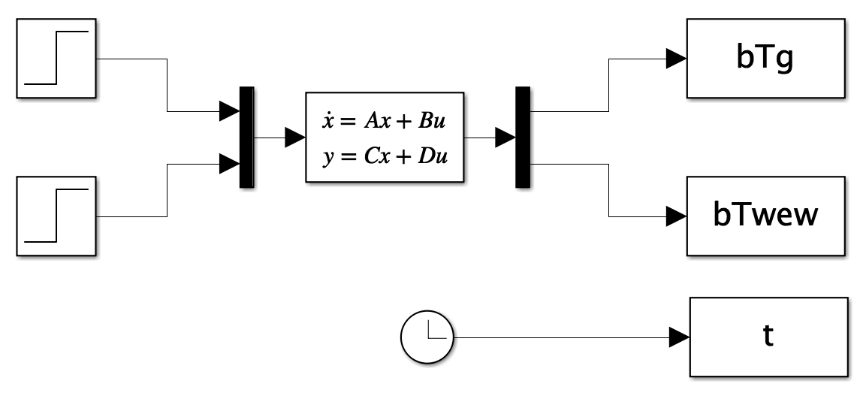 bTg
ẋ = Ax + Bu
y = Cx + Du
bTwew
t